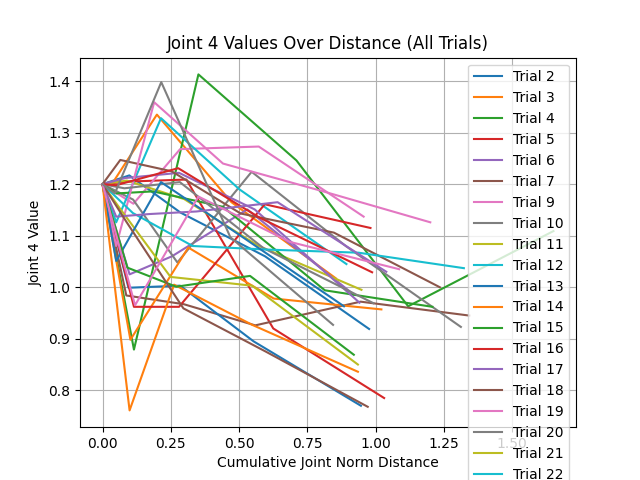 Joint 4 Values Over Distance (All Trials)
Joint 4 Value
1.4
1.3
1.2
1.1
1.0
0.9
0.8
0.00
0.25
0.50
0.75
1.00
1.25
1.50
Cumulative Joint Norm Distance
Trial 2
Trial 3
Trial 4
Trial 5
Trial 6
Trial 7
Trial 9
Trial 10
Trial 11
Trial 12
Trial 13
Trial 14
Trial 15
Trial 16
Trial 17
Trial 18
Trial 19
Trial 20
Trial 21
Trial 22